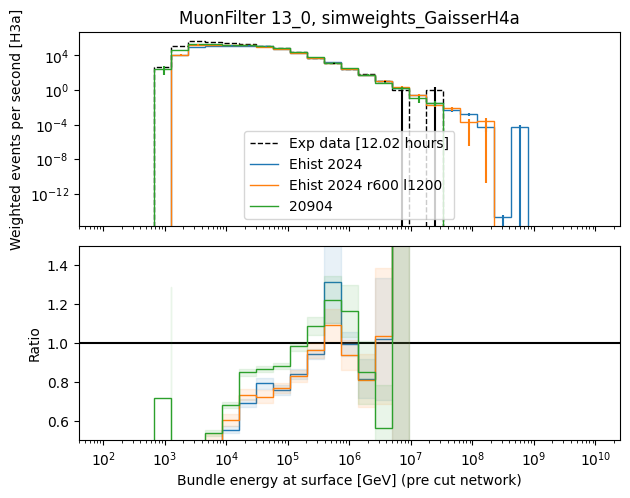 MuonFilter 13_0, simweights_GaisserH4a
Weighted events per second [H3a]
10^4
10^0
10^−4
10^−8
10^−12
Exp data [12.02 hours]
Ehist 2024
Ehist 2024 r600 l1200
20904
Ratio
1.4
1.2
1.0
0.8
0.6
10^2 10^3 10^4 10^5 10^6 10^7 10^8 10^9 10^10
Bundle energy at surface [GeV] (pre cut network)